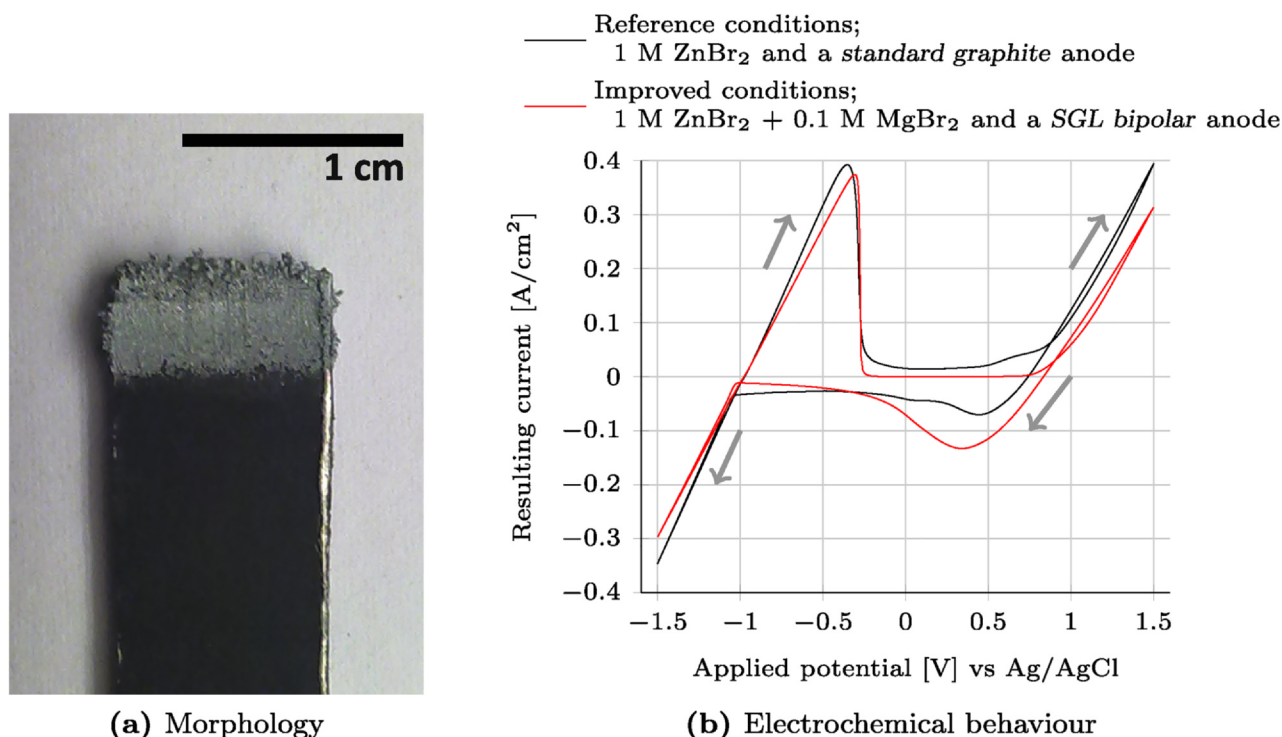 Reference conditions;
1 M ZnBr₂ and a standard graphite anode
Improved conditions;
1 M ZnBr₂ + 0.1 M MgBr₂ and a SGL bipolar anode
1 cm
0.4
0.3
0.2
0.1
0
−0.1
−0.2
−0.3
−0.4
Resulting current [A/cm²]
−1.5 −1 −0.5 0 0.5 1 1.5
Applied potential [V] vs Ag/AgCl
(a) Morphology
(b) Electrochemical behaviour